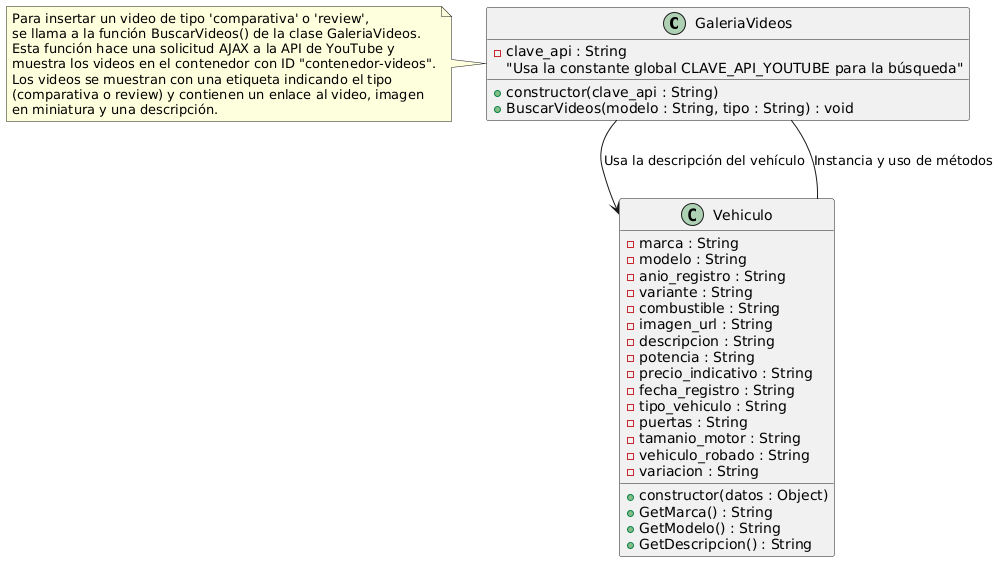 Para insertar un video de tipo 'comparativa' o 'review',
se llama a la función BuscarVideos() de la clase GaleriaVideos.
Esta función hace una solicitud AJAX a la API de YouTube y
muestra los videos en el contenedor con ID "contenedor-videos".
Los videos se muestran con una etiqueta indicando el tipo
(comparativa o review) y contienen un enlace al video, imagen
en miniatura y una descripción.
C GaleriaVideos
clave_api : String
"Usa la constante global CLAVE_API_YOUTUBE para la búsqueda"
constructor(clave_api : String)
BuscarVideos(modelo : String, tipo : String) : void
Usa la descripción del vehículo
Instancia y uso de métodos
C Vehiculo
marca : String
modelo : String
anio_registro : String
variante : String
combustible : String
imagen_url : String
descripcion : String
potencia : String
precio_indicativo : String
fecha_registro : String
tipo_vehiculo : String
puertas : String
tamanio_motor : String
vehiculo_robado : String
variacion : String
constructor(datos : Object)
GetMarca() : String
GetModelo() : String
GetDescripcion() : String